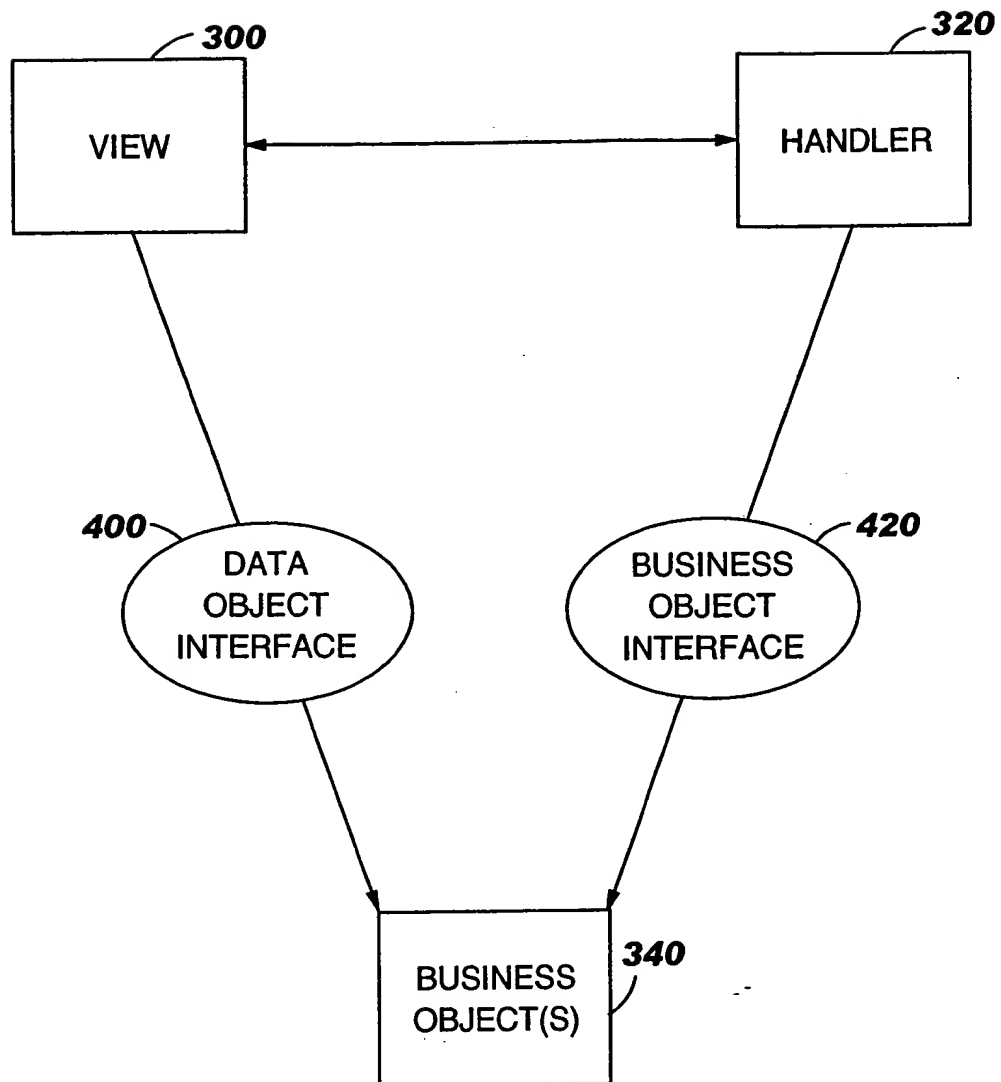 300
320
VIEW
HANDLER
400
420
DATA
OBJECT
INTERFACE
BUSINESS
OBJECT
INTERFACE
340
BUSINESS
OBJECT(S)